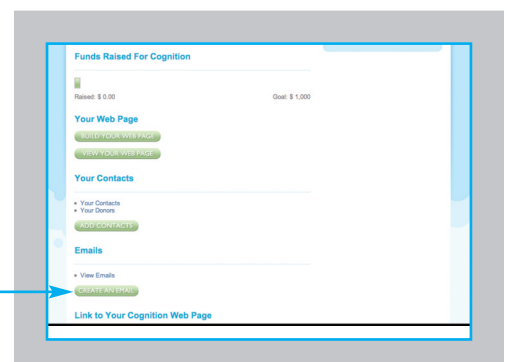 Funds Raised For Cognition
Raised: $ 0.00 Goal: $ 1,000
Your Web Page
BUILD YOUR WEB PAGE
VIEW YOUR WEB PAGE
Your Contacts
• Your Contacts
• Your Donors
ADD CONTACTS
Emails
• View Emails
CREATE AN EMAIL
Link to Your Cognition Web Page